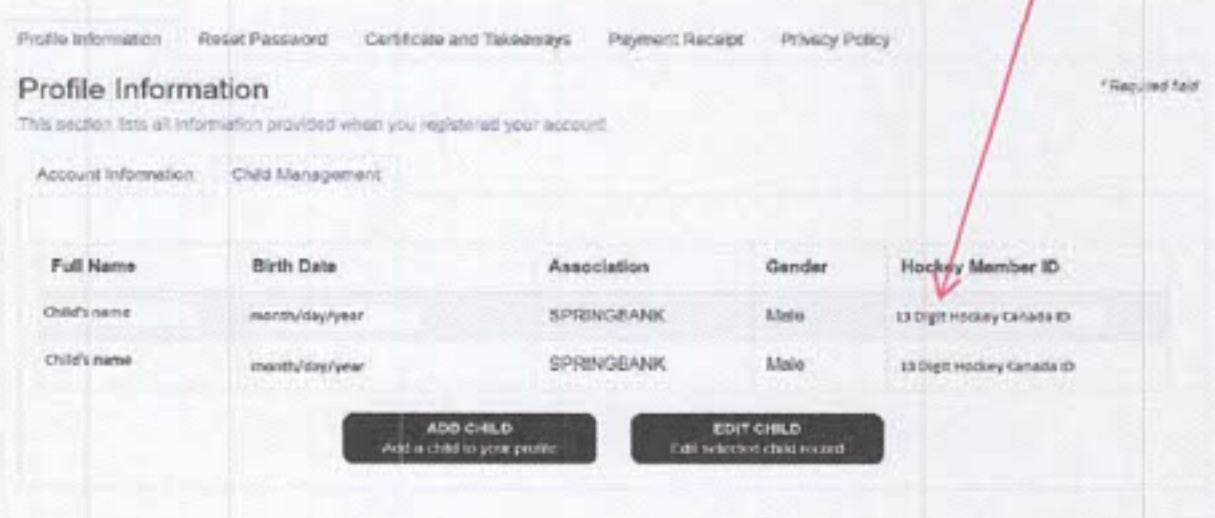 Profile Information Reset Password Certificate and Takeaways Payment Receipt Privacy Policy
Profile Information
* Required field
This section lists all information provided when you registered your account.
Account Information Child Management
Full Name Birth Date Association Gender Hockey Member ID
Child's name month/day/year SPRINGBANK Male 13 Digit Hockey Canada ID
Child's name month/day/year SPRINGBANK Male 13 Digit Hockey Canada ID
ADD CHILD
Add a child to your profile
EDIT CHILD
Edit selected child record